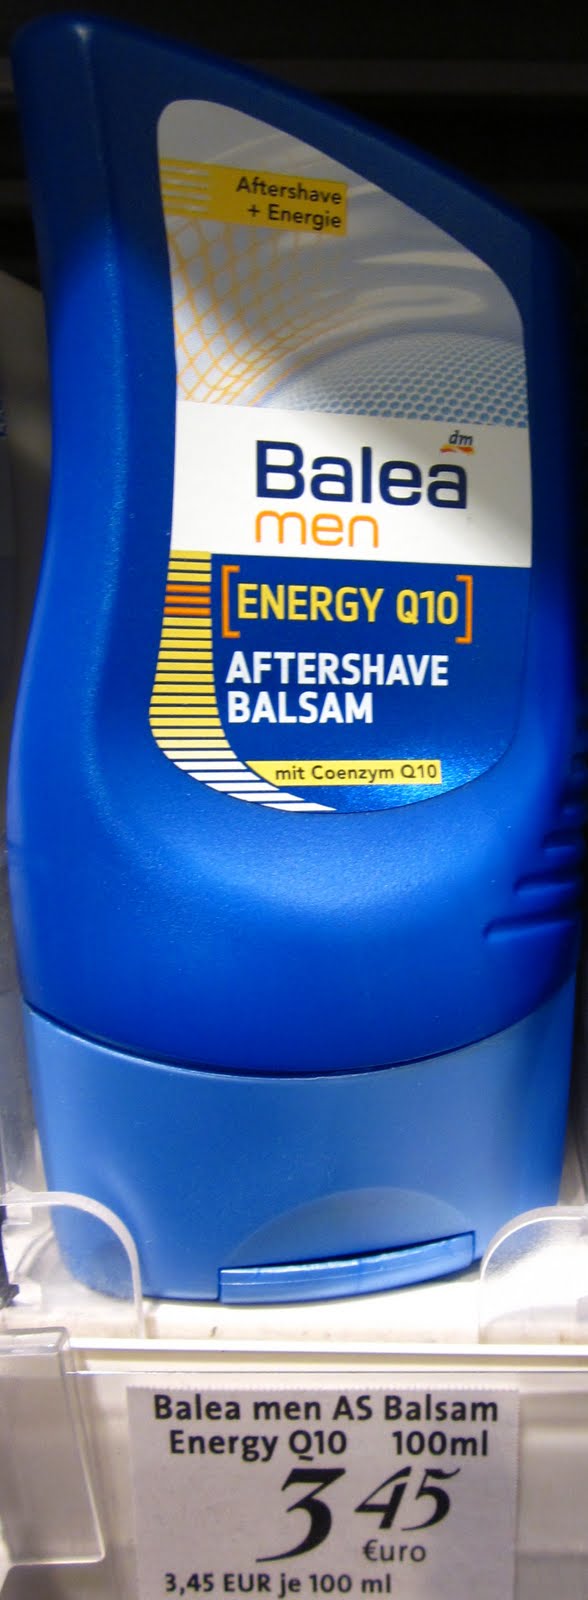 Aftershave
+ Energie
dm
Balea
men
[ENERGY Q10]
AFTERSHAVE
BALSAM
mit Coenzym Q10
Balea men AS Balsam
Energy Q10 100ml
3 45
€uro
3,45 EUR je 100 ml